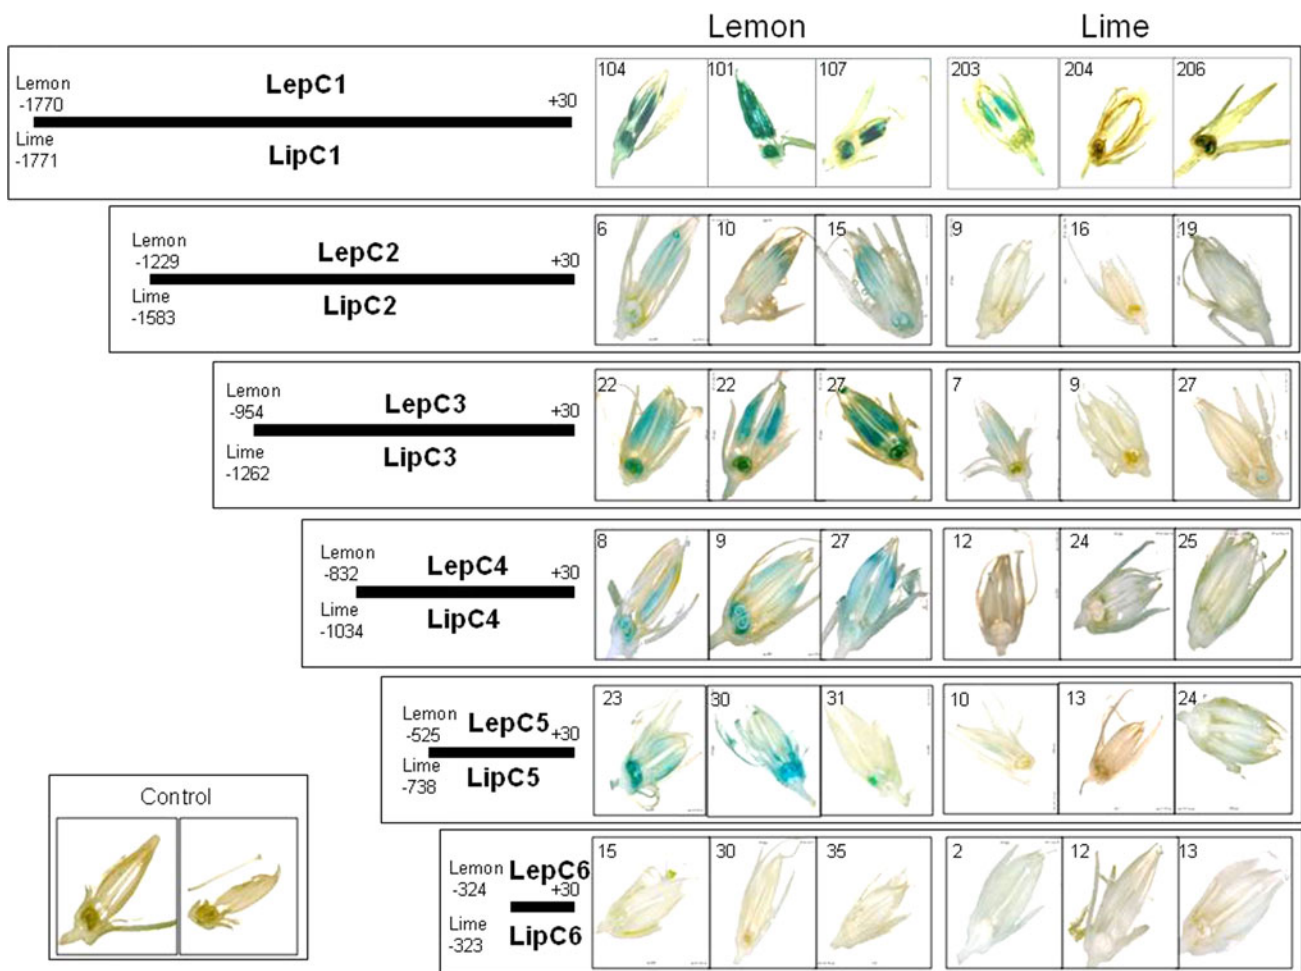 Lemon Lime
Lemon
-1770
LepC1
+30
Lime
-1771
LipC1
104 101 107 203 204 206
Lemon
-1229
LepC2
+30
Lime
-1583
LipC2
6 10 15 9 16 19
Lemon
-954
LepC3
+30
Lime
-1262
LipC3
22 22 27 7 9 27
Lemon
-832
LepC4
+30
Lime
-1034
LipC4
8 9 27 12 24 25
Lemon
-525
LepC5
+30
Lime
-738
LipC5
23 30 31 10 13 24
Lemon
-324
LepC6
+30
Lime
-323
LipC6
15 30 35 2 12 13
Control